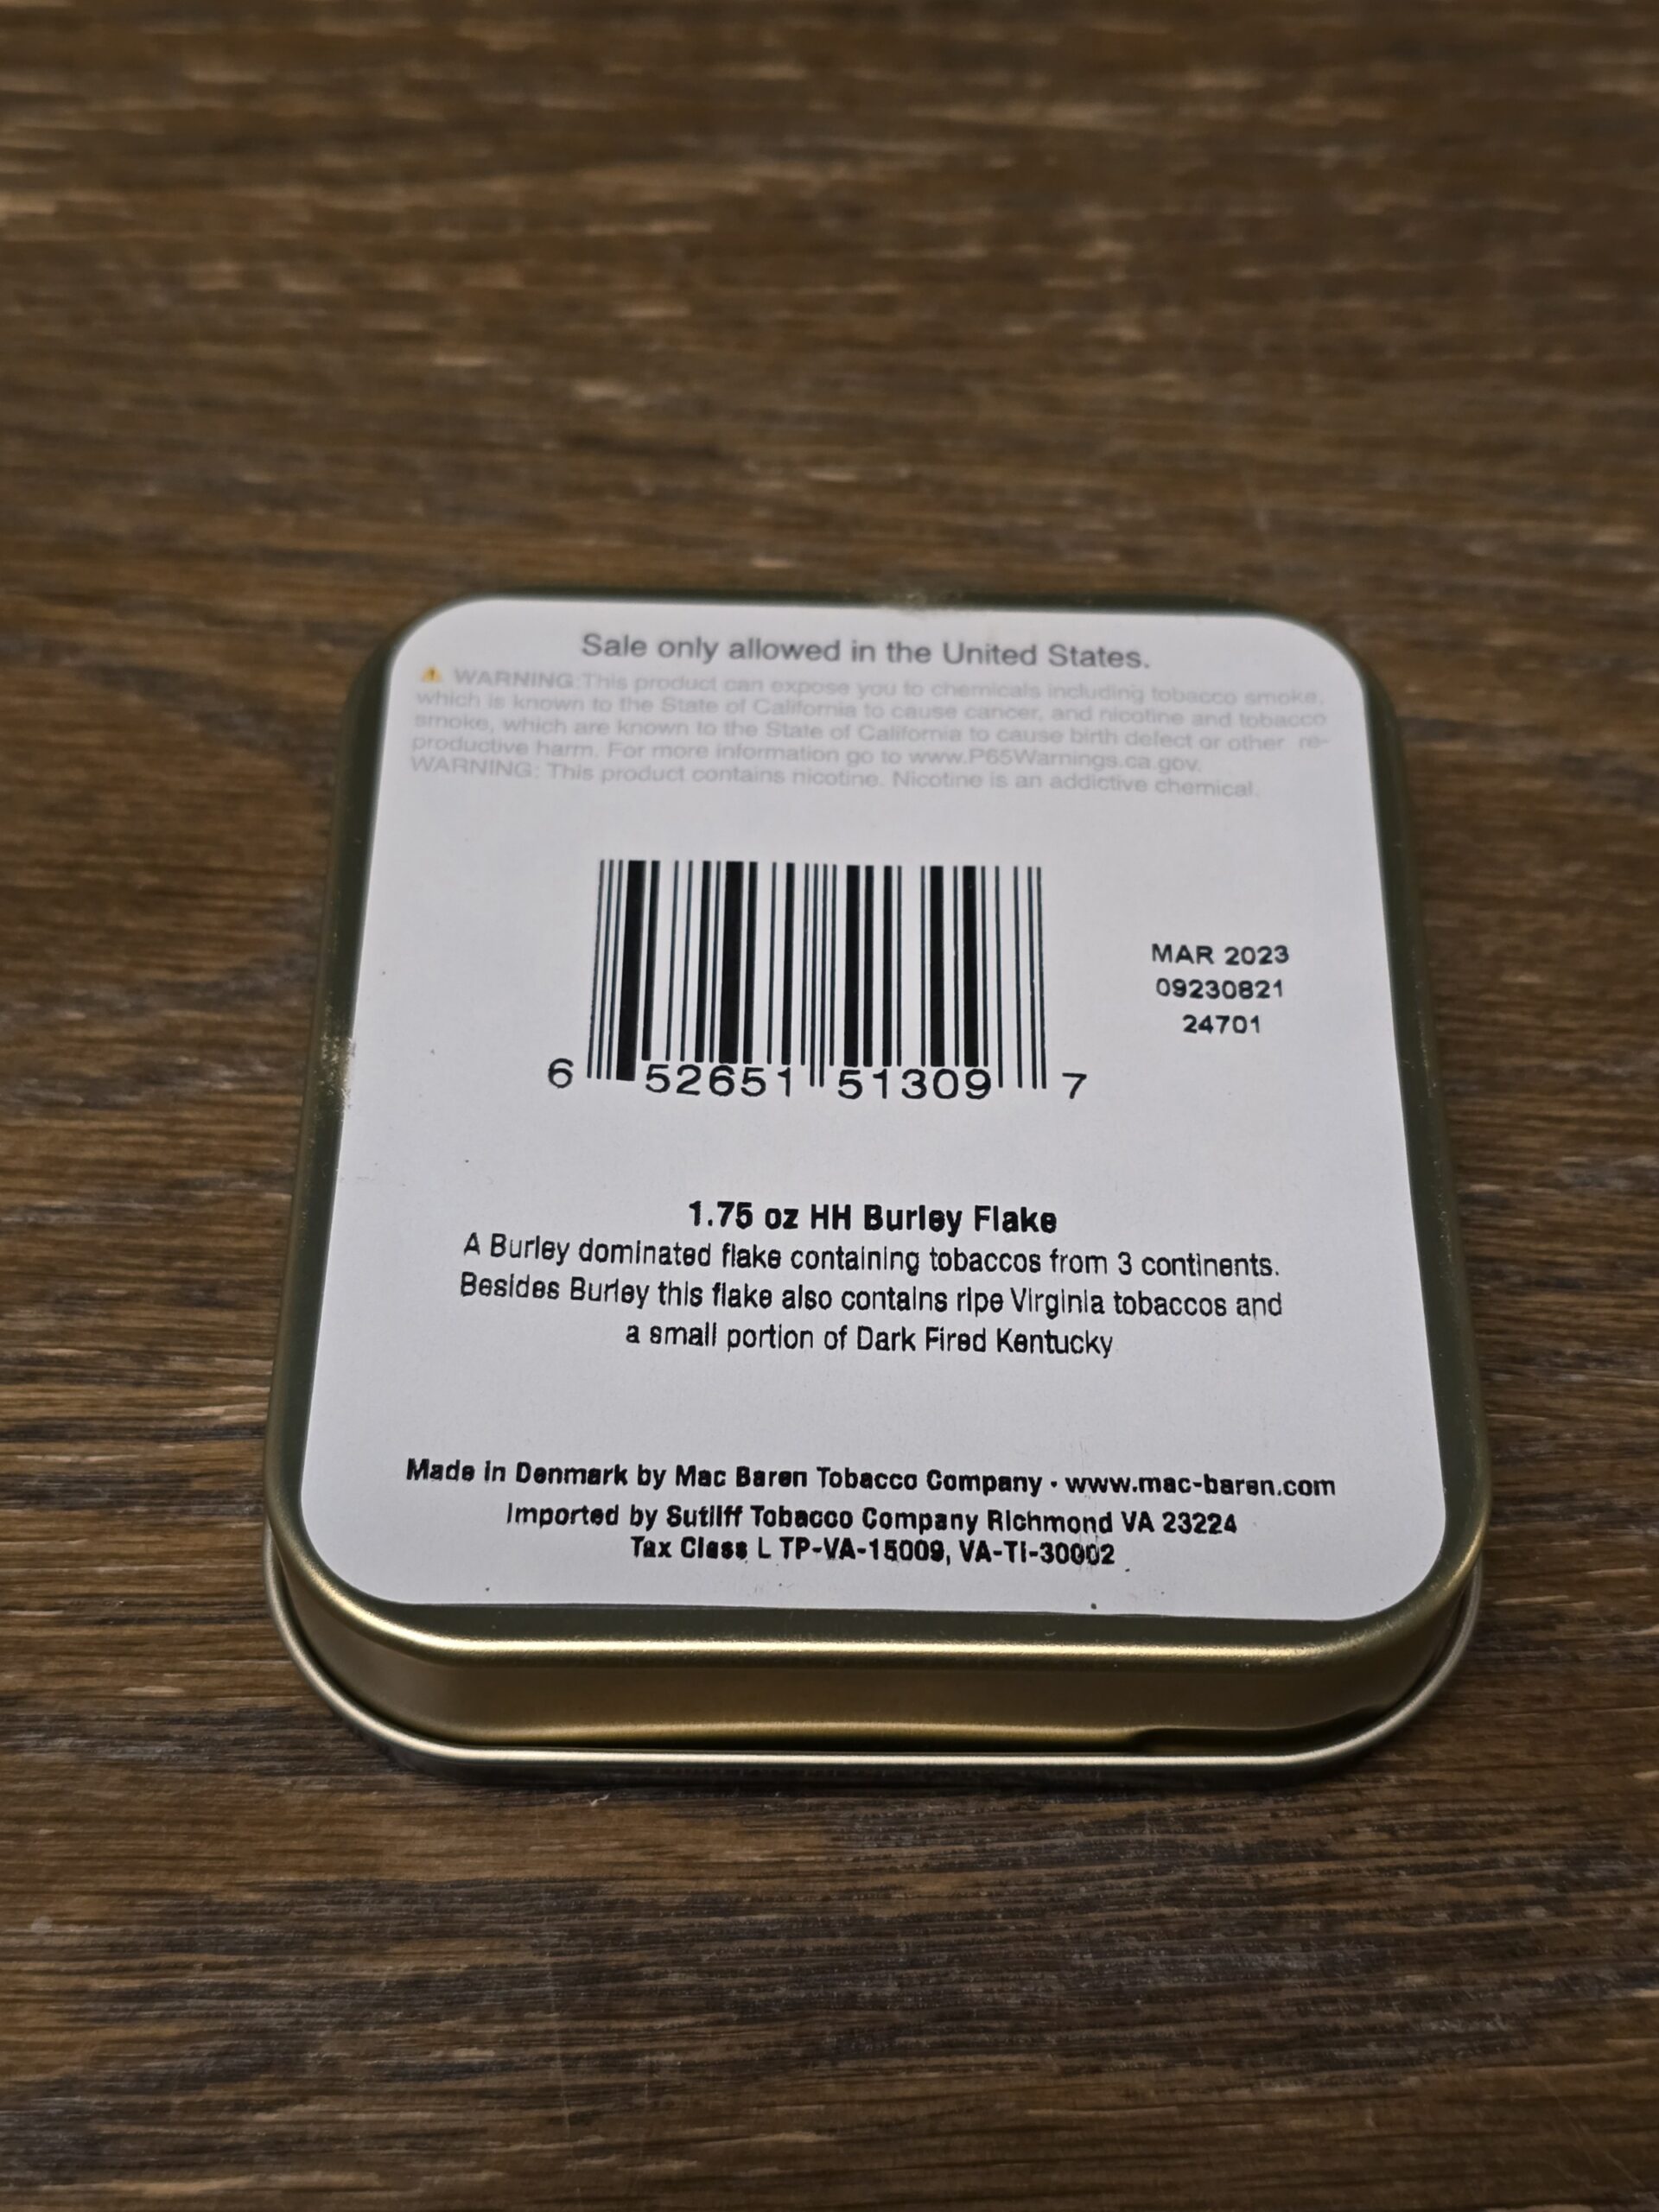 Sale only allowed in the United States.
⚠ WARNING:This product can expose you to chemicals including tobacco smoke,
which is known to the State of California to cause cancer, and nicotine and tobacco
smoke, which are known to the State of California to cause birth defect or other re-
productive harm. For more information go to www.P65Warnings.ca.gov.
WARNING: This product contains nicotine. Nicotine is an addictive chemical.
MAR 2023
09230821
24701
6 52651 51309 7
1.75 oz HH Burley Flake
A Burley dominated flake containing tobaccos from 3 continents.
Besides Burley this flake also contains ripe Virginia tobaccos and
a small portion of Dark Fired Kentucky
Made in Denmark by Mac Baren Tobacco Company · www.mac-baren.com
Imported by Sutliff Tobacco Company Richmond VA 23224
Tax Class L TP-VA-15009, VA-TI-30002